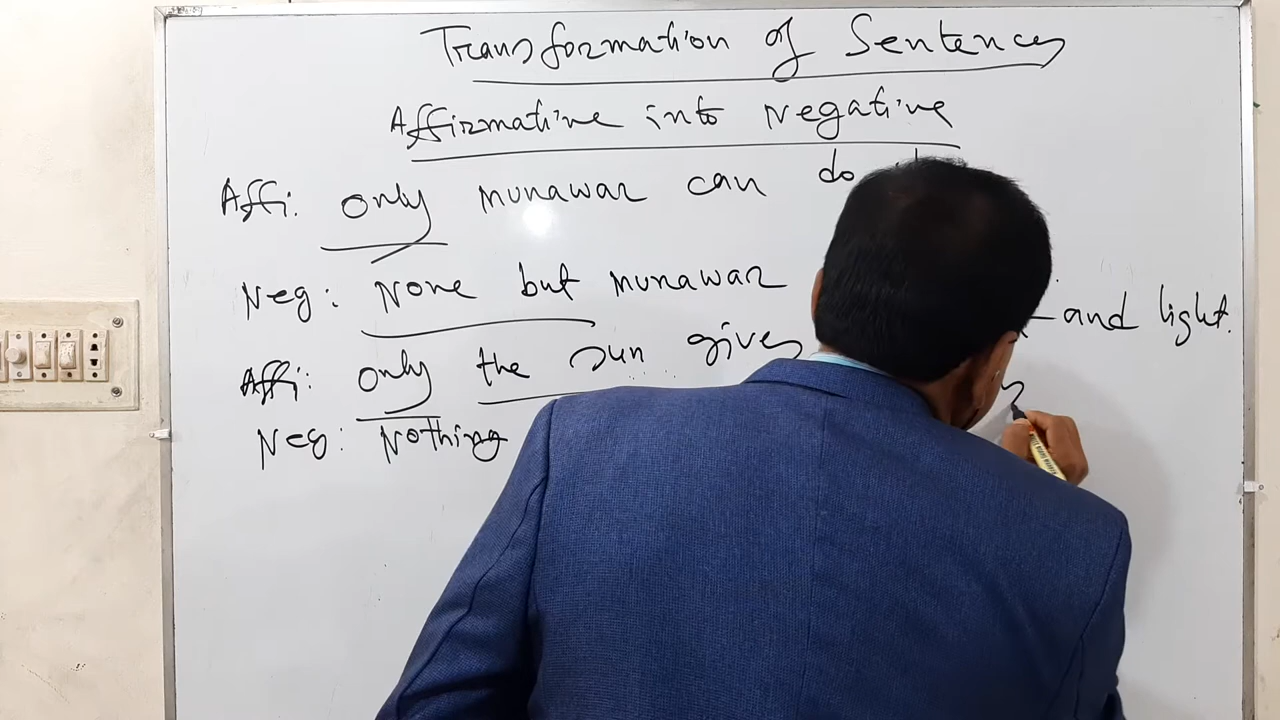 Transformation of Sentences
Affirmative into Negative
Affi: Only munawar can do
Neg: None but munawar
Affi: Only the sun gives and light.
Neg: Nothing